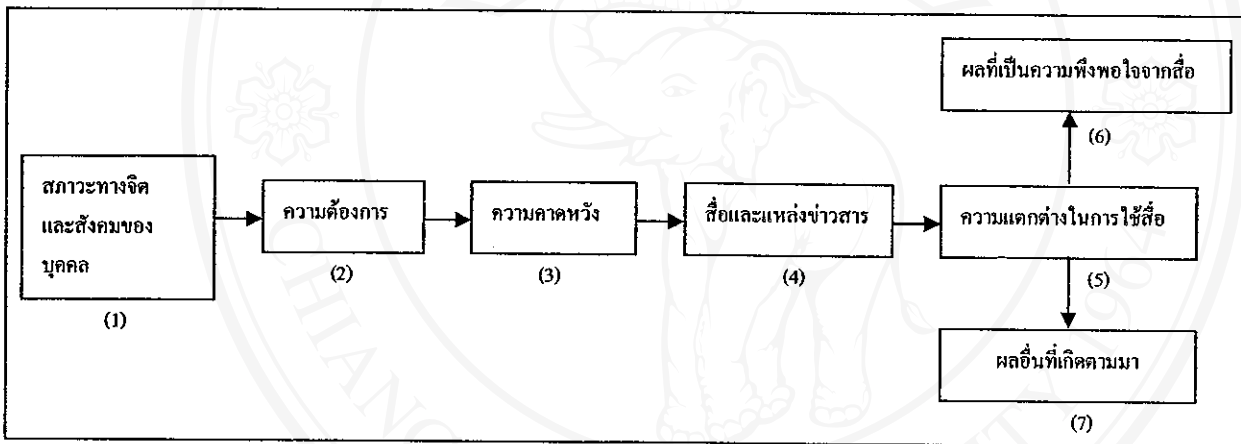 ผลที่เป็นความพึงพอใจจากสื่อ
(6)
สภาวะทางจิต
และสังคมของ
บุคคล
(1)
ความต้องการ
(2)
ความคาดหวัง
(3)
สื่อและแหล่งข่าวสาร
(4)
ความแตกต่างในการใช้สื่อ
(5)
ผลอื่นที่เกิดตามมา
(7)